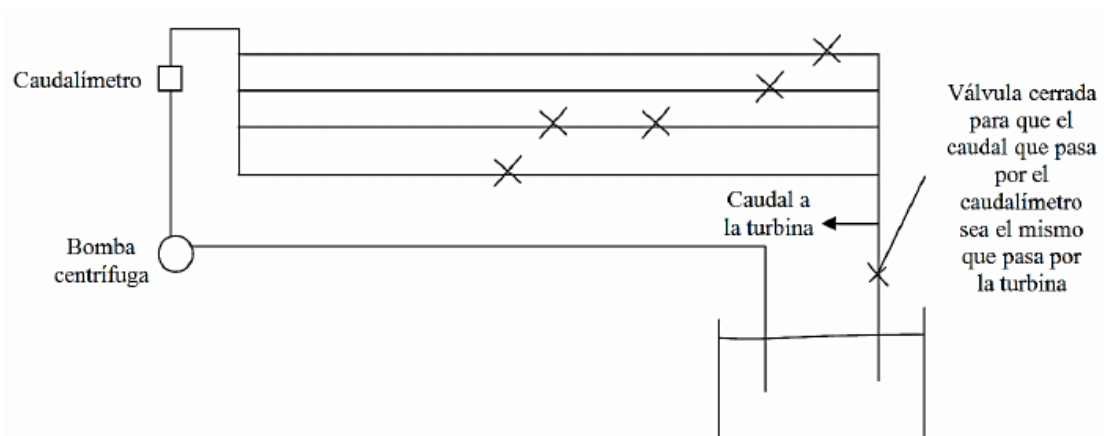 Caudalímetro
Bomba
centrífuga
Caudal a
la turbina
Válvula cerrada
para que el
caudal que pasa
por el
caudalímetro
sea el mismo
que pasa por
la turbina